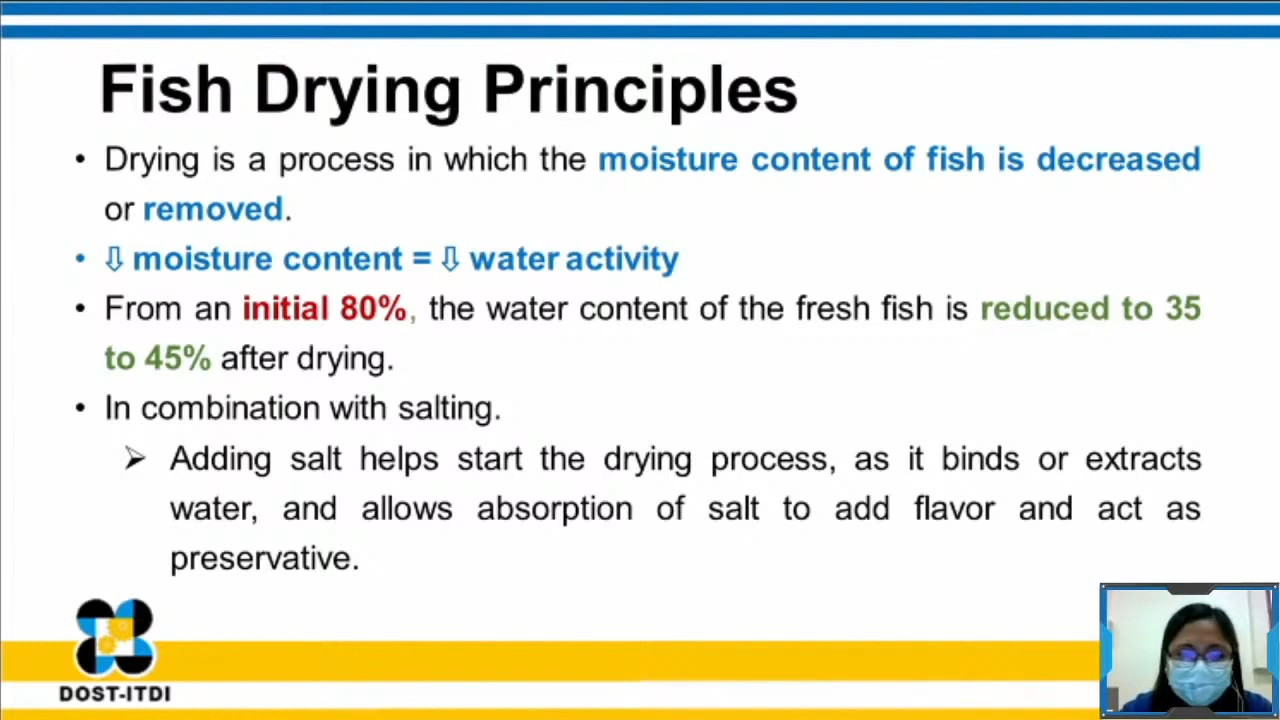 Fish Drying Principles
• Drying is a process in which the moisture content of fish is decreased
or removed.
• ⇩ moisture content = ⇩ water activity
• From an initial 80%, the water content of the fresh fish is reduced to 35
to 45% after drying.
• In combination with salting.
➢ Adding salt helps start the drying process, as it binds or extracts
water, and allows absorption of salt to add flavor and act as
preservative.
DOST-ITDI